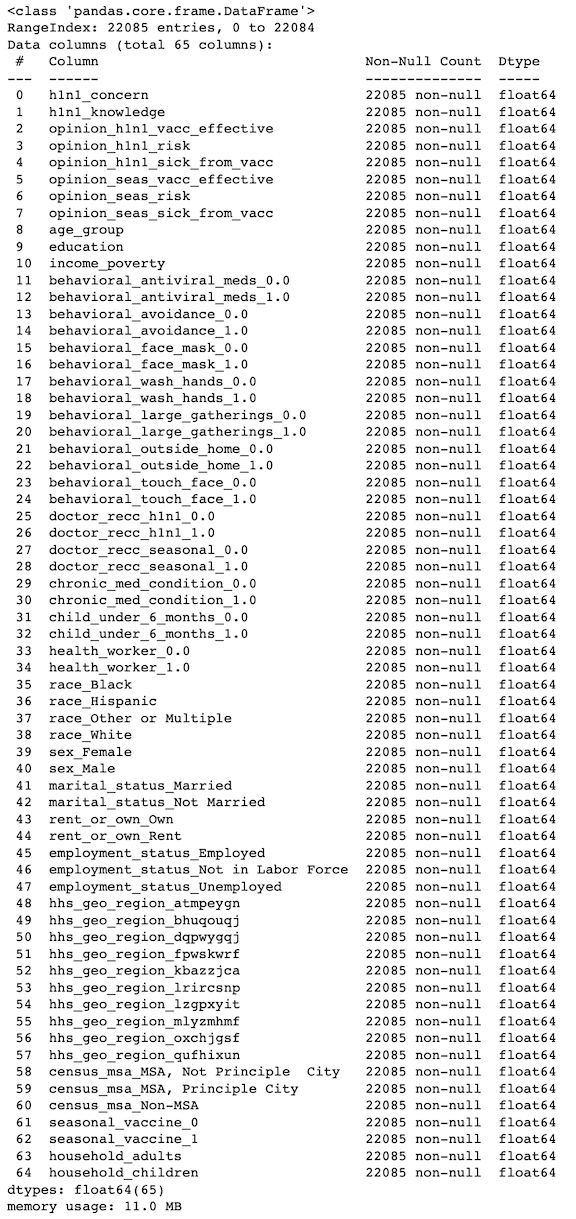 <class 'pandas.core.frame.DataFrame'>
RangeIndex: 22085 entries, 0 to 22084
Data columns (total 65 columns):
 #   Column                               Non-Null Count  Dtype
---  ------                               --------------  -----
 0   h1n1_concern                         22085 non-null  float64
 1   h1n1_knowledge                       22085 non-null  float64
 2   opinion_h1n1_vacc_effective          22085 non-null  float64
 3   opinion_h1n1_risk                    22085 non-null  float64
 4   opinion_h1n1_sick_from_vacc          22085 non-null  float64
 5   opinion_seas_vacc_effective          22085 non-null  float64
 6   opinion_seas_risk                    22085 non-null  float64
 7   opinion_seas_sick_from_vacc          22085 non-null  float64
 8   age_group                            22085 non-null  float64
 9   education                            22085 non-null  float64
 10  income_poverty                       22085 non-null  float64
 11  behavioral_antiviral_meds_0.0        22085 non-null  float64
 12  behavioral_antiviral_meds_1.0        22085 non-null  float64
 13  behavioral_avoidance_0.0             22085 non-null  float64
 14  behavioral_avoidance_1.0             22085 non-null  float64
 15  behavioral_face_mask_0.0             22085 non-null  float64
 16  behavioral_face_mask_1.0             22085 non-null  float64
 17  behavioral_wash_hands_0.0            22085 non-null  float64
 18  behavioral_wash_hands_1.0            22085 non-null  float64
 19  behavioral_large_gatherings_0.0      22085 non-null  float64
 20  behavioral_large_gatherings_1.0      22085 non-null  float64
 21  behavioral_outside_home_0.0          22085 non-null  float64
 22  behavioral_outside_home_1.0          22085 non-null  float64
 23  behavioral_touch_face_0.0            22085 non-null  float64
 24  behavioral_touch_face_1.0            22085 non-null  float64
 25  doctor_recc_h1n1_0.0                 22085 non-null  float64
 26  doctor_recc_h1n1_1.0                 22085 non-null  float64
 27  doctor_recc_seasonal_0.0             22085 non-null  float64
 28  doctor_recc_seasonal_1.0             22085 non-null  float64
 29  chronic_med_condition_0.0            22085 non-null  float64
 30  chronic_med_condition_1.0            22085 non-null  float64
 31  child_under_6_months_0.0             22085 non-null  float64
 32  child_under_6_months_1.0             22085 non-null  float64
 33  health_worker_0.0                    22085 non-null  float64
 34  health_worker_1.0                    22085 non-null  float64
 35  race_Black                           22085 non-null  float64
 36  race_Hispanic                        22085 non-null  float64
 37  race_Other or Multiple               22085 non-null  float64
 38  race_White                           22085 non-null  float64
 39  sex_Female                           22085 non-null  float64
 40  sex_Male                             22085 non-null  float64
 41  marital_status_Married               22085 non-null  float64
 42  marital_status_Not Married           22085 non-null  float64
 43  rent_or_own_Own                      22085 non-null  float64
 44  rent_or_own_Rent                     22085 non-null  float64
 45  employment_status_Employed           22085 non-null  float64
 46  employment_status_Not in Labor Force 22085 non-null  float64
 47  employment_status_Unemployed         22085 non-null  float64
 48  hhs_geo_region_atmpeygn              22085 non-null  float64
 49  hhs_geo_region_bhuqouqj              22085 non-null  float64
 50  hhs_geo_region_dqpwygqj              22085 non-null  float64
 51  hhs_geo_region_fpwskwrf              22085 non-null  float64
 52  hhs_geo_region_kbazzjca              22085 non-null  float64
 53  hhs_geo_region_lrircsnp              22085 non-null  float64
 54  hhs_geo_region_lzgpxyit              22085 non-null  float64
 55  hhs_geo_region_mlyzmhmf              22085 non-null  float64
 56  hhs_geo_region_oxchjgsf              22085 non-null  float64
 57  hhs_geo_region_qufhixun              22085 non-null  float64
 58  census_msa_MSA, Not Principle  City  22085 non-null  float64
 59  census_msa_MSA, Principle City       22085 non-null  float64
 60  census_msa_Non-MSA                   22085 non-null  float64
 61  seasonal_vaccine_0                   22085 non-null  float64
 62  seasonal_vaccine_1                   22085 non-null  float64
 63  household_adults                     22085 non-null  float64
 64  household_children                   22085 non-null  float64
dtypes: float64(65)
memory usage: 11.0 MB